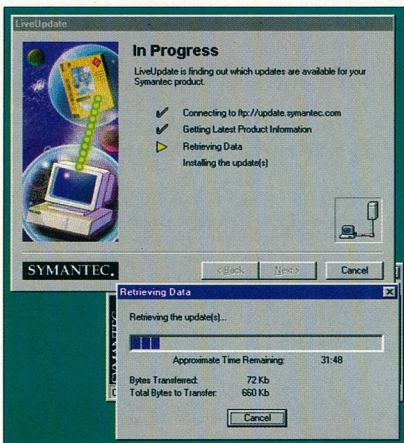 LiveUpdate
In Progress
LiveUpdate is finding out which updates are available for your
Symantec product.
Connecting to ftp://update.symantec.com
Getting Latest Product Information
Retrieving Data
Installing the update(s)
SYMANTEC.
< Back
Next >
Cancel
Retrieving Data
Retrieving the update(s)...
Approximate Time Remaining: 31:48
Bytes Transferred: 72 Kb
Total Bytes to Transfer: 660 Kb
Cancel